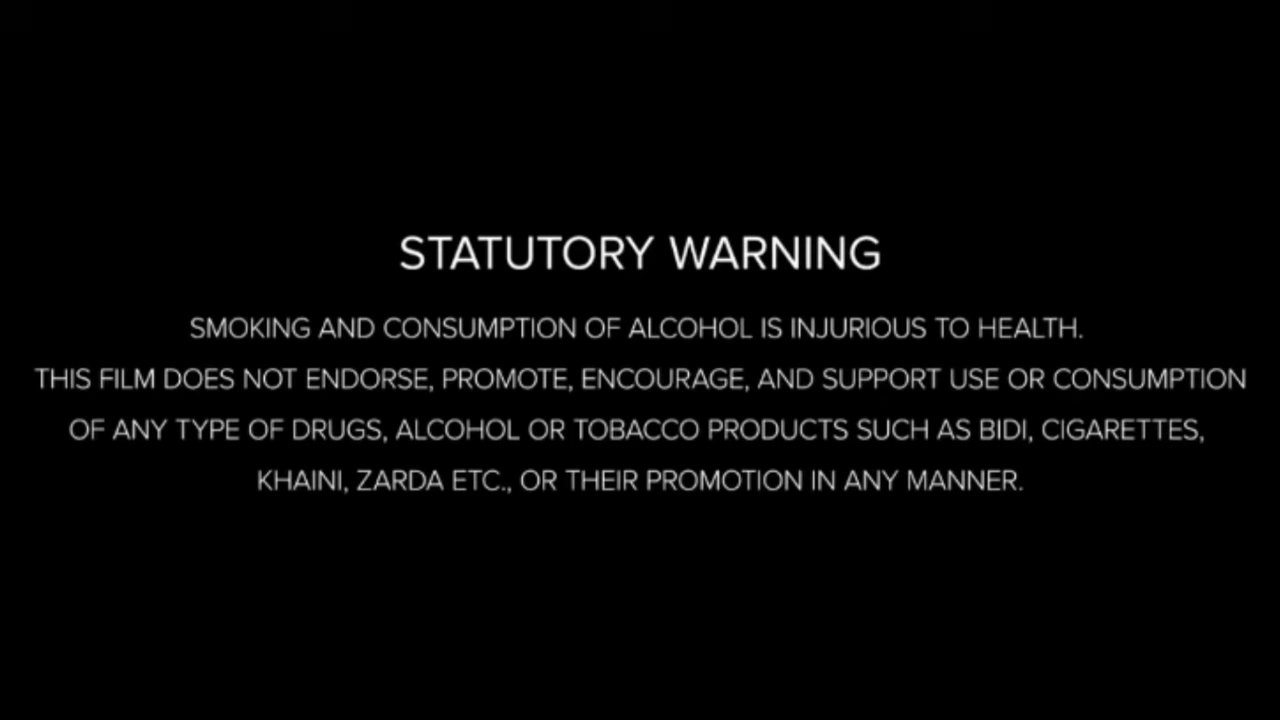 STATUTORY WARNING
SMOKING AND CONSUMPTION OF ALCOHOL IS INJURIOUS TO HEALTH.
THIS FILM DOES NOT ENDORSE, PROMOTE, ENCOURAGE, AND SUPPORT USE OR CONSUMPTION
OF ANY TYPE OF DRUGS, ALCOHOL OR TOBACCO PRODUCTS SUCH AS BIDI, CIGARETTES,
KHAINI, ZARDA ETC., OR THEIR PROMOTION IN ANY MANNER.